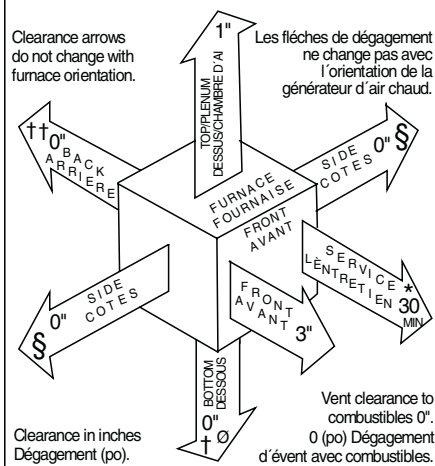 Clearance arrows
do not change with
furnace orientation.
1"
TOP/PLENUM
DESSUS/CHAMBRE D'AI
Les fléches de dégagement
ne change pas avec
l´orientation de la
générateur d´air chaud.
††0"
BACK
ARRIERE
FURNACE
FOURNAISE
FRONT
AVANT
SIDE
COTES
0" §
§ 0"
SIDE
COTES
FRONT
AVANT
3"
SERVICE
LÈNTRETIEN
*
30
MIN
BOTTOM
DESSOUS
0"
† Ø
Clearance in inches
Dégagement (po).
Vent clearance to
combustibles 0".
0 (po) Dégagement
d´évent avec combustibles.